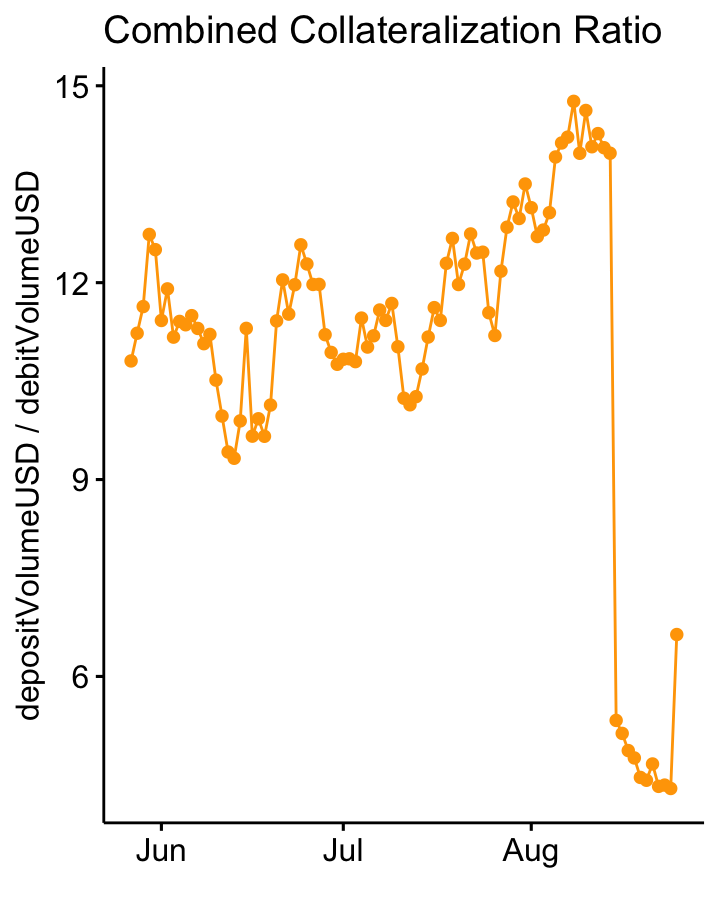 Combined Collateralization Ratio
depositVolumeUSD / debitVolumeUSD
15
12
9
6
Jun
Jul
Aug